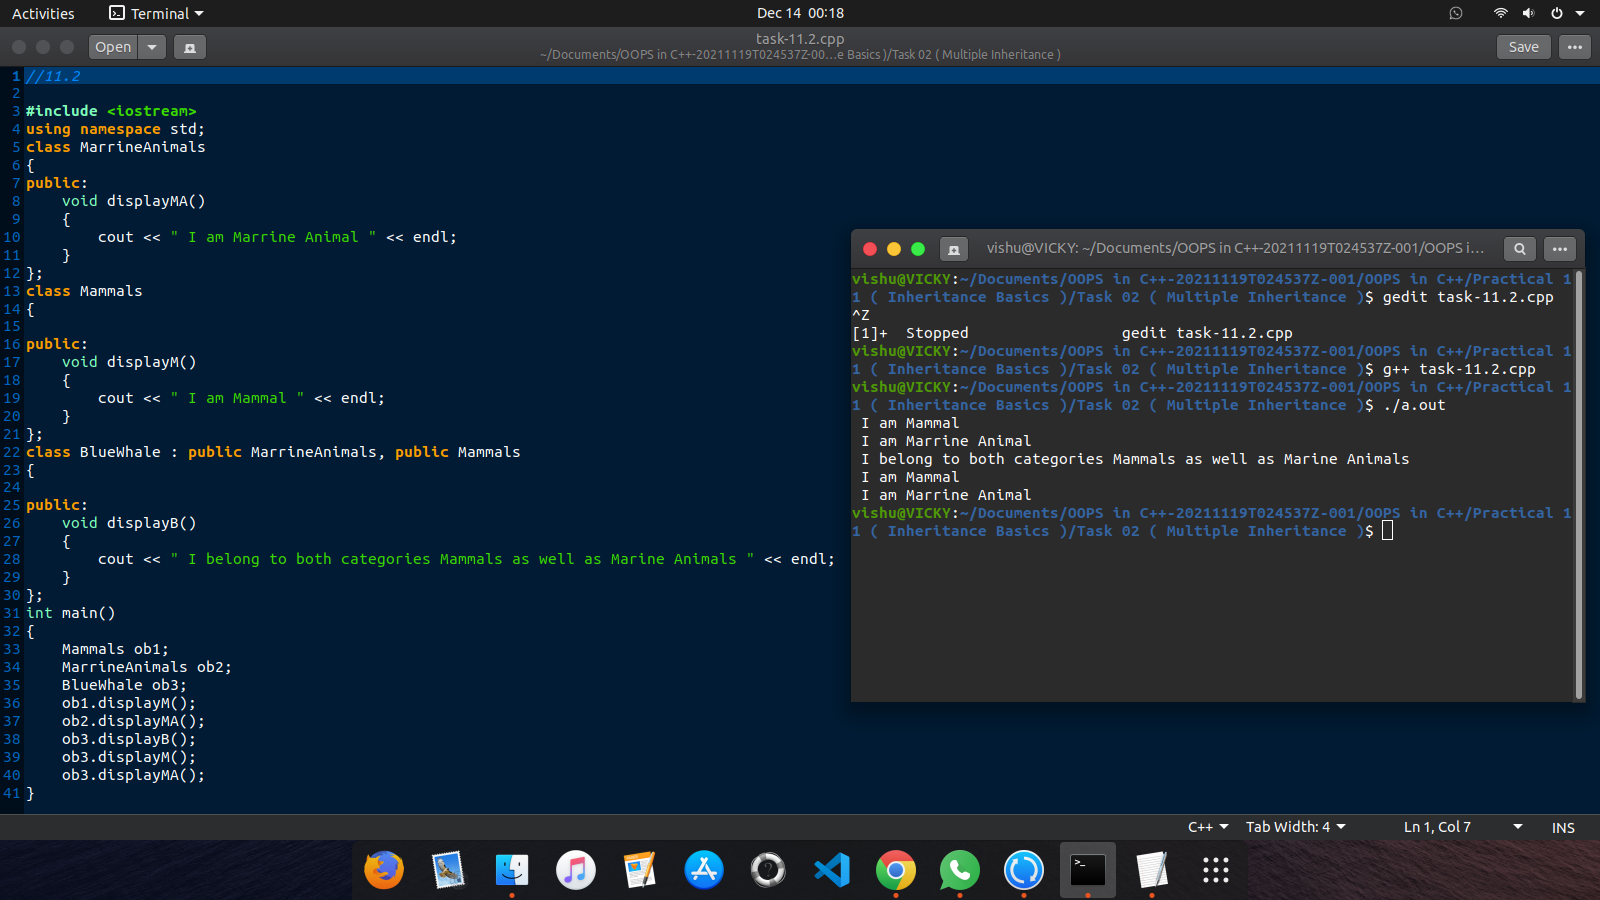 Activities
Terminal
Dec 14 00:18
Open
task-11.2.cpp
~/Documents/OOPS in C++-20211119T024537Z-00...e Basics )/Task 02 ( Multiple Inheritance )
Save
1 //11.2
2
3 #include <iostream>
4 using namespace std;
5 class MarrineAnimals
6 {
7 public:
8     void displayMA()
9     {
10         cout << " I am Marrine Animal " << endl;
11     }
12 };
13 class Mammals
14 {
15
16 public:
17     void displayM()
18     {
19         cout << " I am Mammal " << endl;
20     }
21 };
22 class BlueWhale : public MarrineAnimals, public Mammals
23 {
24
25 public:
26     void displayB()
27     {
28         cout << " I belong to both categories Mammals as well as Marine Animals " << endl;
29     }
30 };
31 int main()
32 {
33     Mammals ob1;
34     MarrineAnimals ob2;
35     BlueWhale ob3;
36     ob1.displayM();
37     ob2.displayMA();
38     ob3.displayB();
39     ob3.displayM();
40     ob3.displayMA();
41 }
vishu@VICKY: ~/Documents/OOPS in C++-20211119T024537Z-001/OOPS i...
vishu@VICKY:~/Documents/OOPS in C++-20211119T024537Z-001/OOPS in C++/Practical 1
1 ( Inheritance Basics )/Task 02 ( Multiple Inheritance )$ gedit task-11.2.cpp
^Z
[1]+  Stopped                 gedit task-11.2.cpp
vishu@VICKY:~/Documents/OOPS in C++-20211119T024537Z-001/OOPS in C++/Practical 1
1 ( Inheritance Basics )/Task 02 ( Multiple Inheritance )$ g++ task-11.2.cpp
vishu@VICKY:~/Documents/OOPS in C++-20211119T024537Z-001/OOPS in C++/Practical 1
1 ( Inheritance Basics )/Task 02 ( Multiple Inheritance )$ ./a.out
 I am Mammal
 I am Marrine Animal
 I belong to both categories Mammals as well as Marine Animals
 I am Mammal
 I am Marrine Animal
vishu@VICKY:~/Documents/OOPS in C++-20211119T024537Z-001/OOPS in C++/Practical 1
1 ( Inheritance Basics )/Task 02 ( Multiple Inheritance )$
C++
Tab Width: 4
Ln 1, Col 7
INS